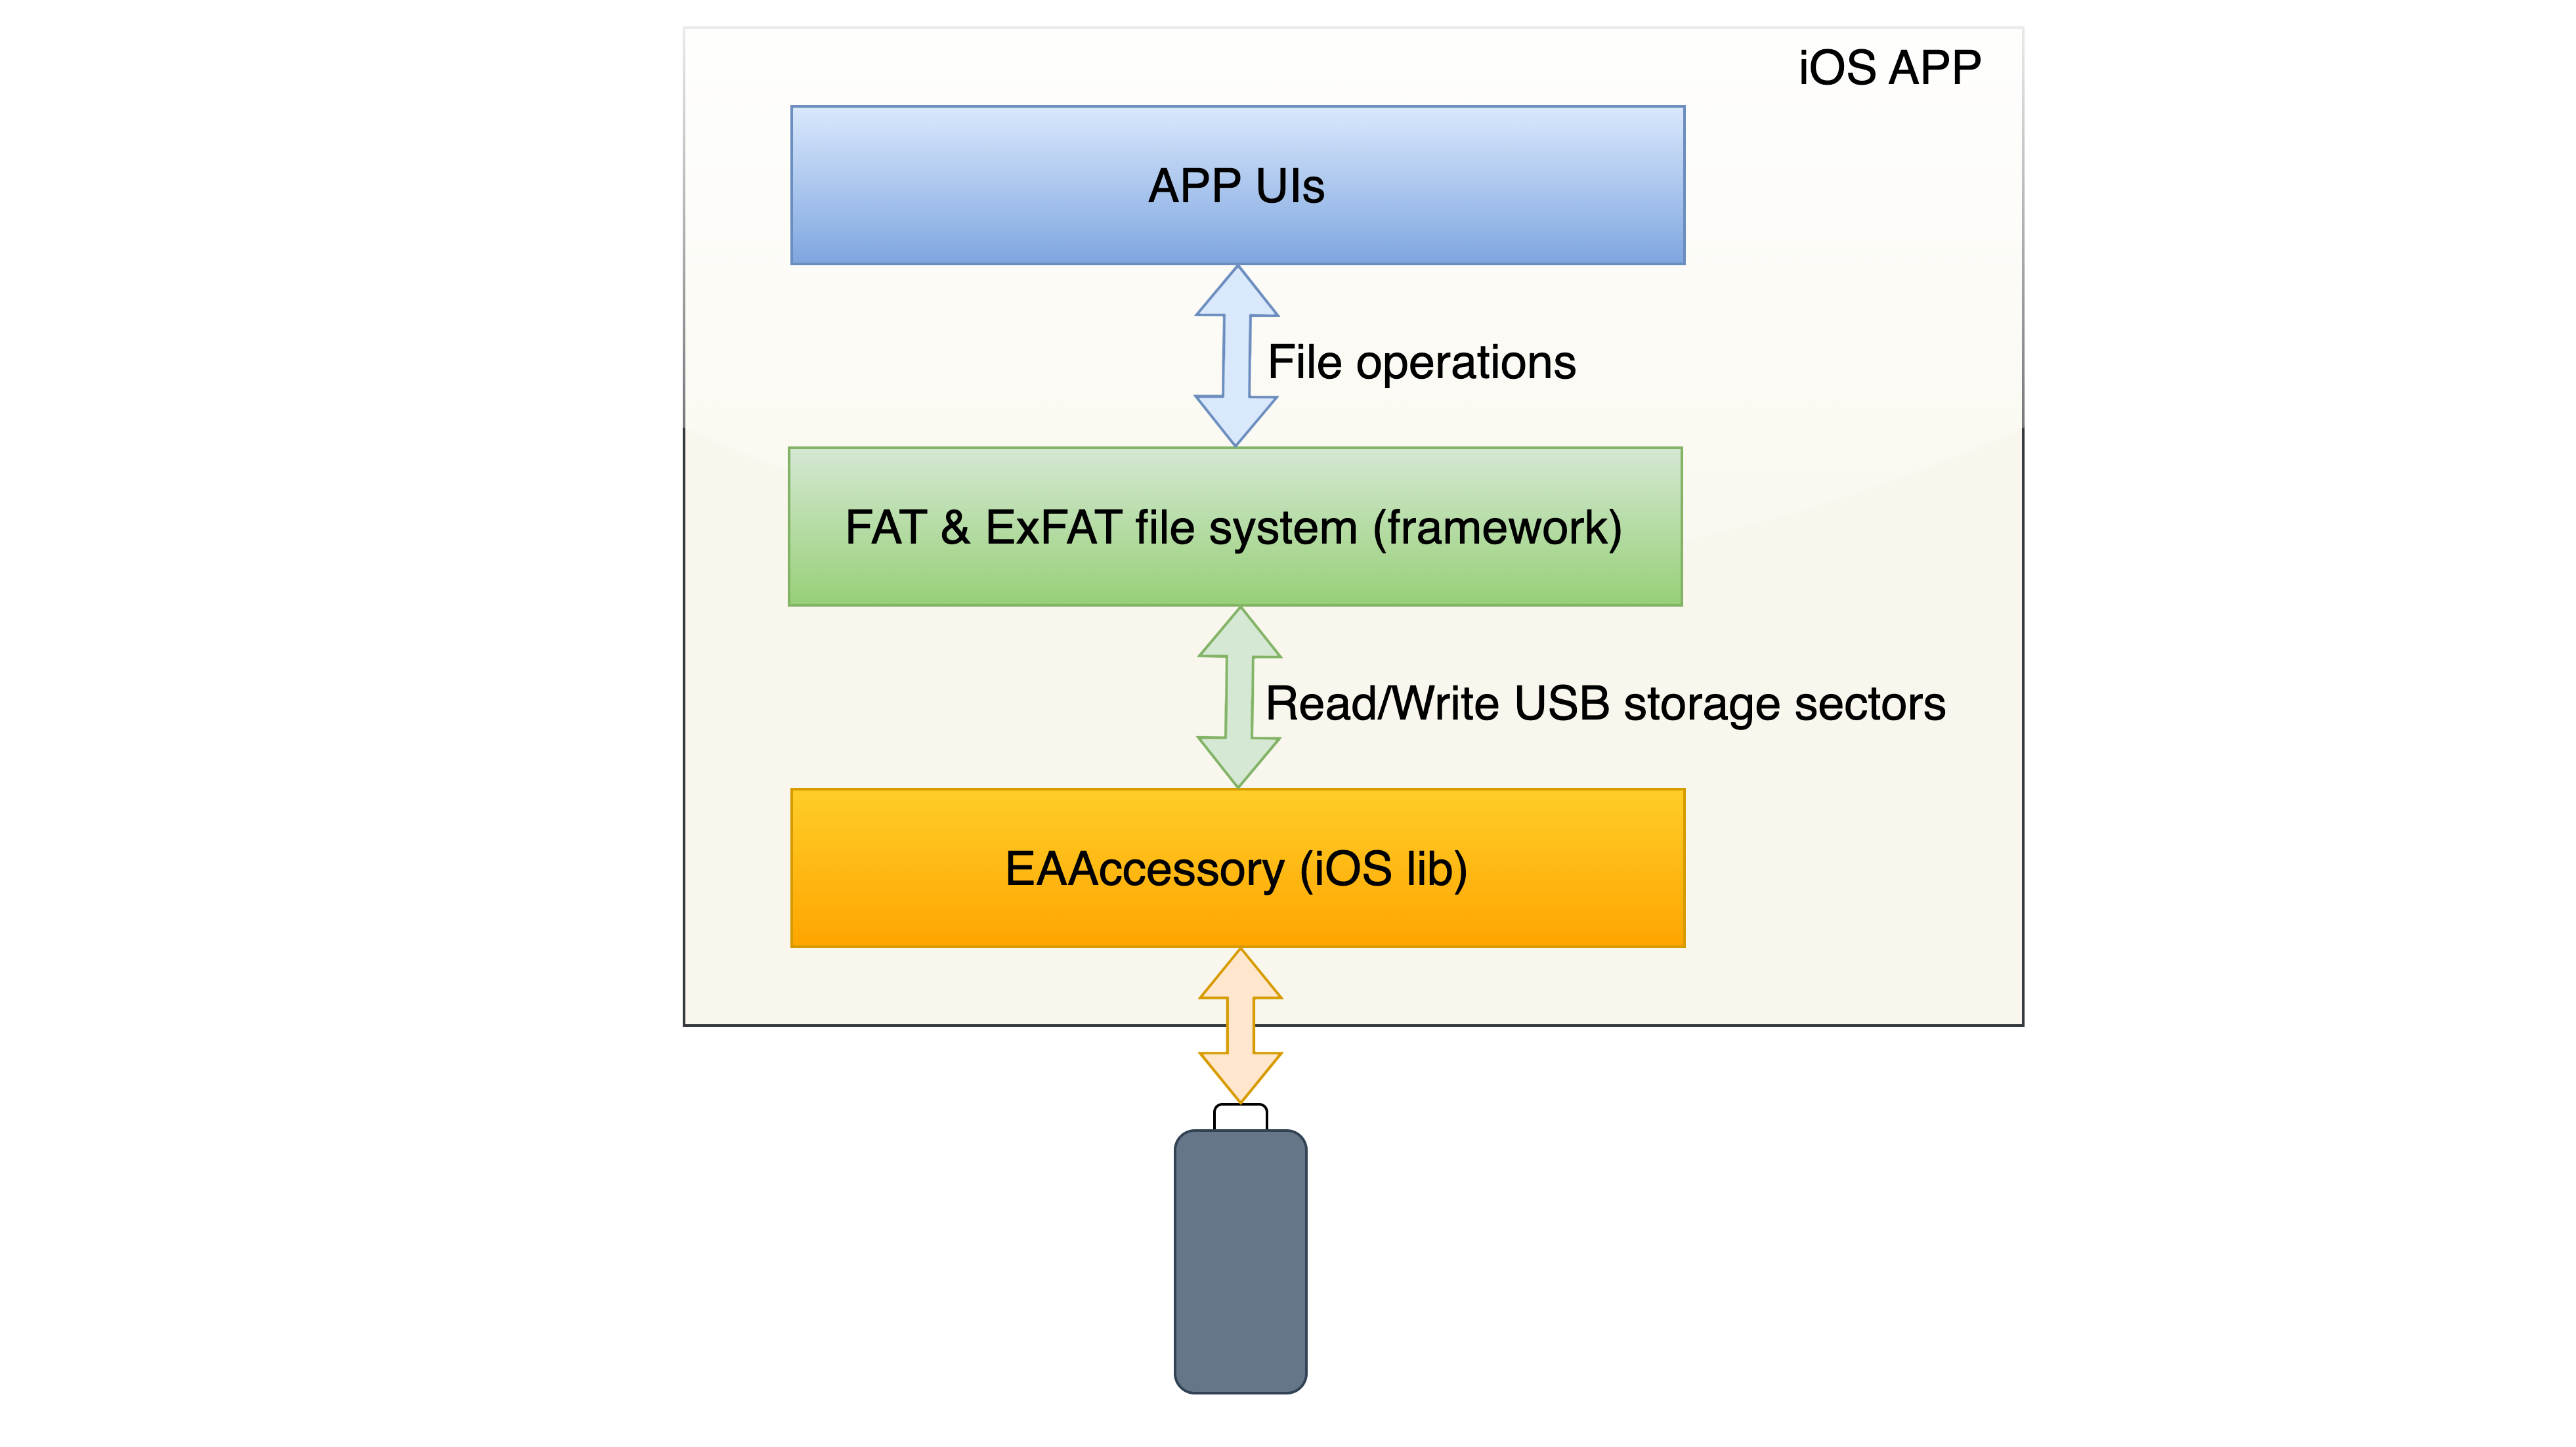 iOS APP
APP UIs
File operations
FAT & ExFAT file system (framework)
Read/Write USB storage sectors
EAAccessory (iOS lib)